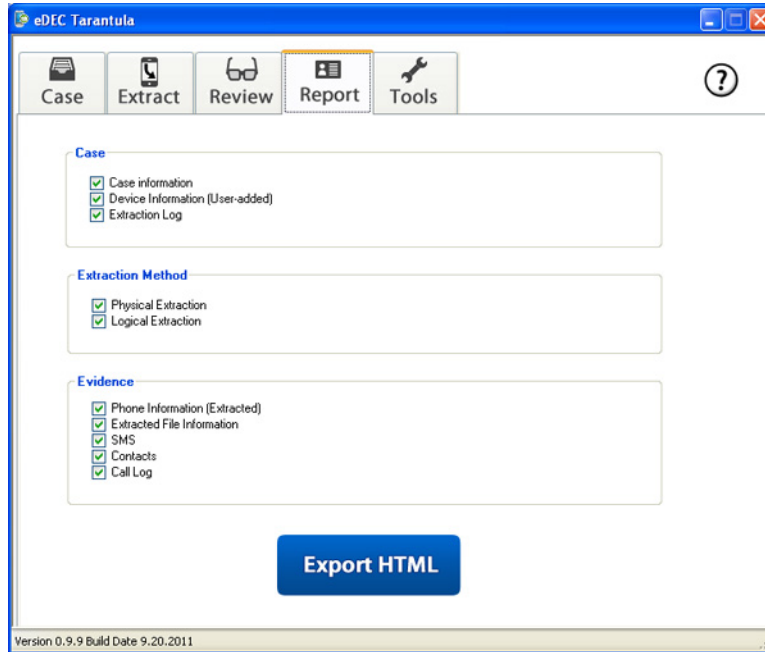 eDEC Tarantula
Case Extract Review Report Tools ?
Case
Case information
Device Information (User-added)
Extraction Log
Extraction Method
Physical Extraction
Logical Extraction
Evidence
Phone Information (Extracted)
Extracted File Information
SMS
Contacts
Call Log
Export HTML
Version 0.9.9 Build Date 9.20.2011